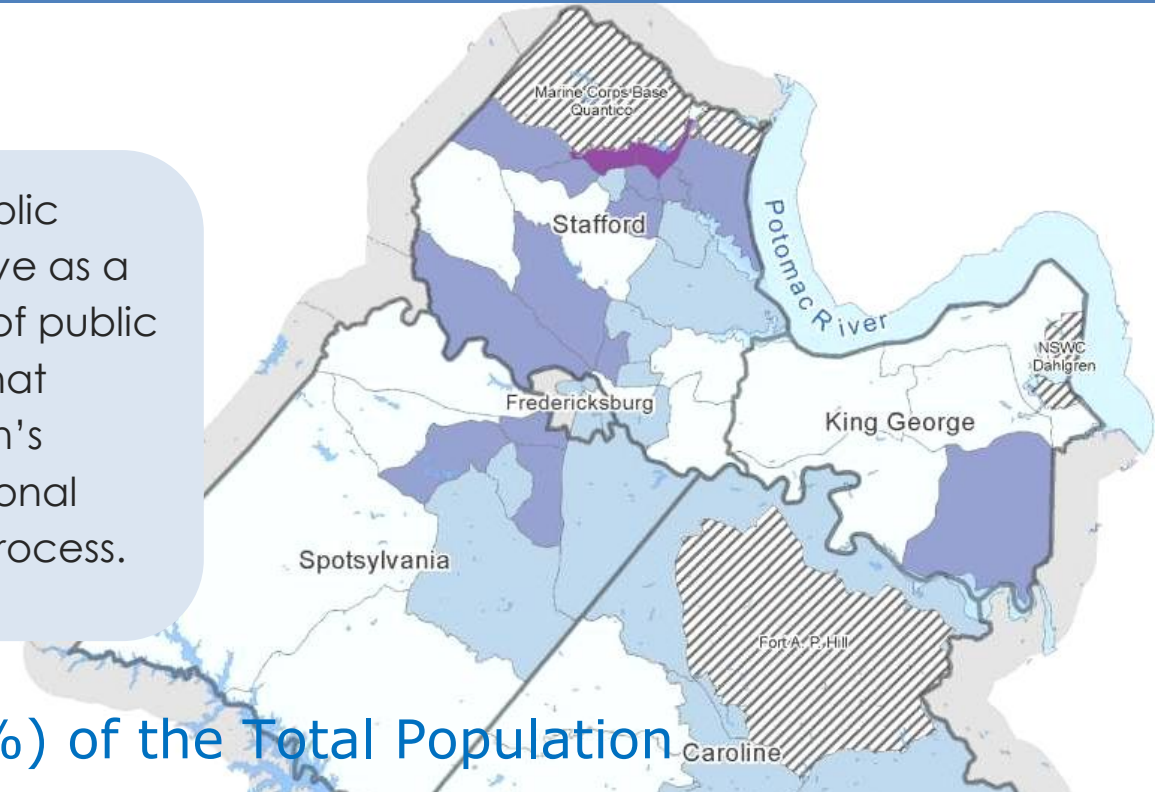 Marine Corps Base
Quantico
blic
ve as a
of public
hat
n's
onal
rocess.
Stafford
Potomac River
NSWC
Dahlgren
Fredericksburg
King George
Spotsylvania
Fort A. P. Hill
%) of the Total Population
Caroline